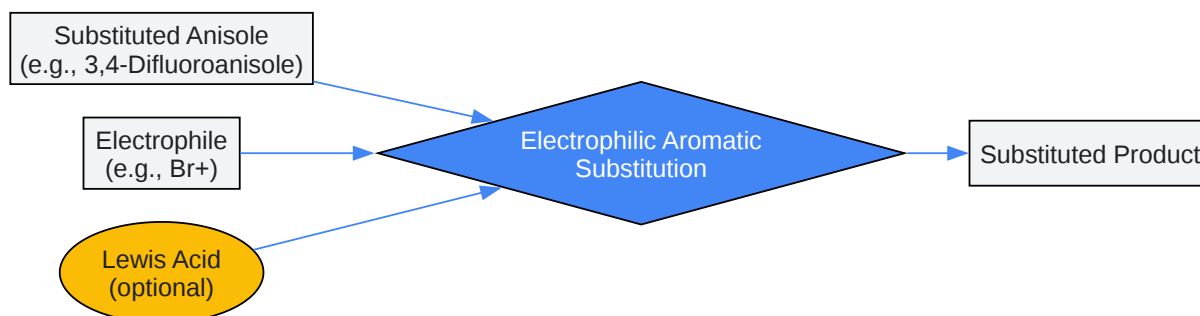 Substituted Anisole
(e.g., 3,4-Difluoroanisole)
Electrophile
(e.g., Br+)
Lewis Acid
(optional)
Electrophilic Aromatic
Substitution
Substituted Product